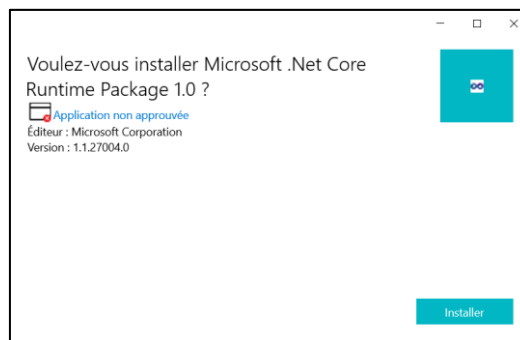 Voulez-vous installer Microsoft .Net Core
Runtime Package 1.0 ?
Application non approuvée
Éditeur : Microsoft Corporation
Version : 1.1.27004.0
Installer